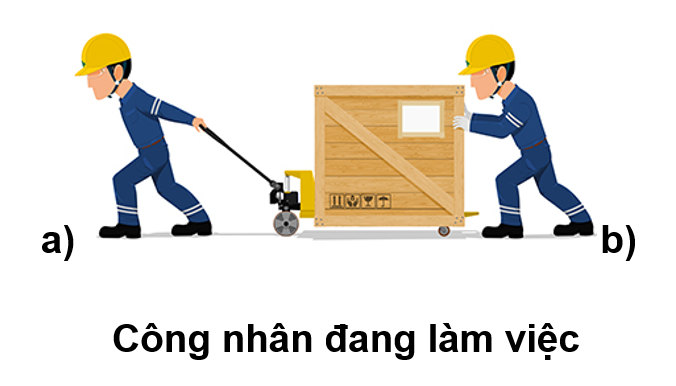 a)
b)
Công nhân đang làm việc